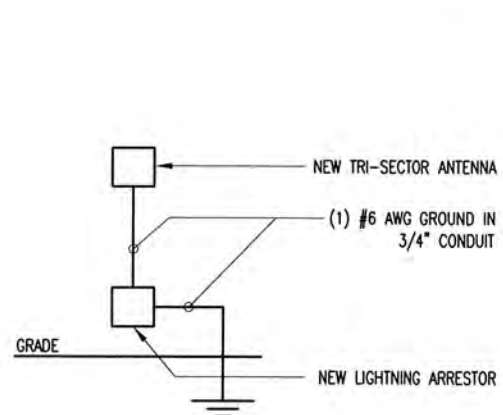 NEW TRI-SECTOR ANTENNA
(1) #6 AWG GROUND IN
3/4" CONDUIT
GRADE
NEW LIGHTNING ARRESTOR